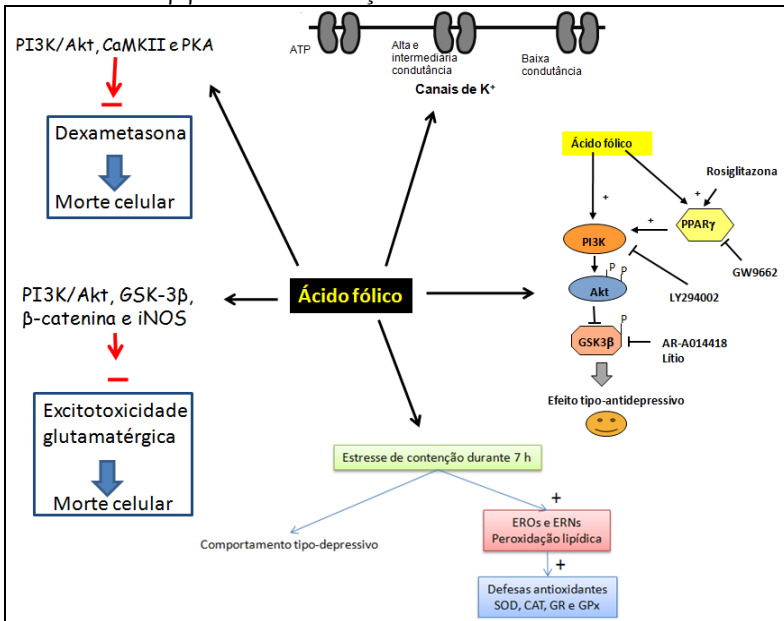 PI3K/Akt, CaMKII e PKA
Dexametasona
Morte celular
ATP
Alta e
intermediária
condutância
Baixa
condutância
Canais de K⁺
Ácido fólico
Rosiglitazona
+
+
+
PPARγ
PI3K
GW9662
P
P
Akt
LY294002
P
GSK3β
AR-A014418
Lítio
Efeito tipo-antidepressivo
Ácido fólico
PI3K/Akt, GSK-3β,
β-catenina e iNOS
Excitotoxicidade
glutamatérgica
Morte celular
Estresse de contenção durante 7 h
+
Comportamento tipo-depressivo
EROs e ERNs
Peroxidação lipídica
+
Defesas antioxidantes
SOD, CAT, GR e GPx